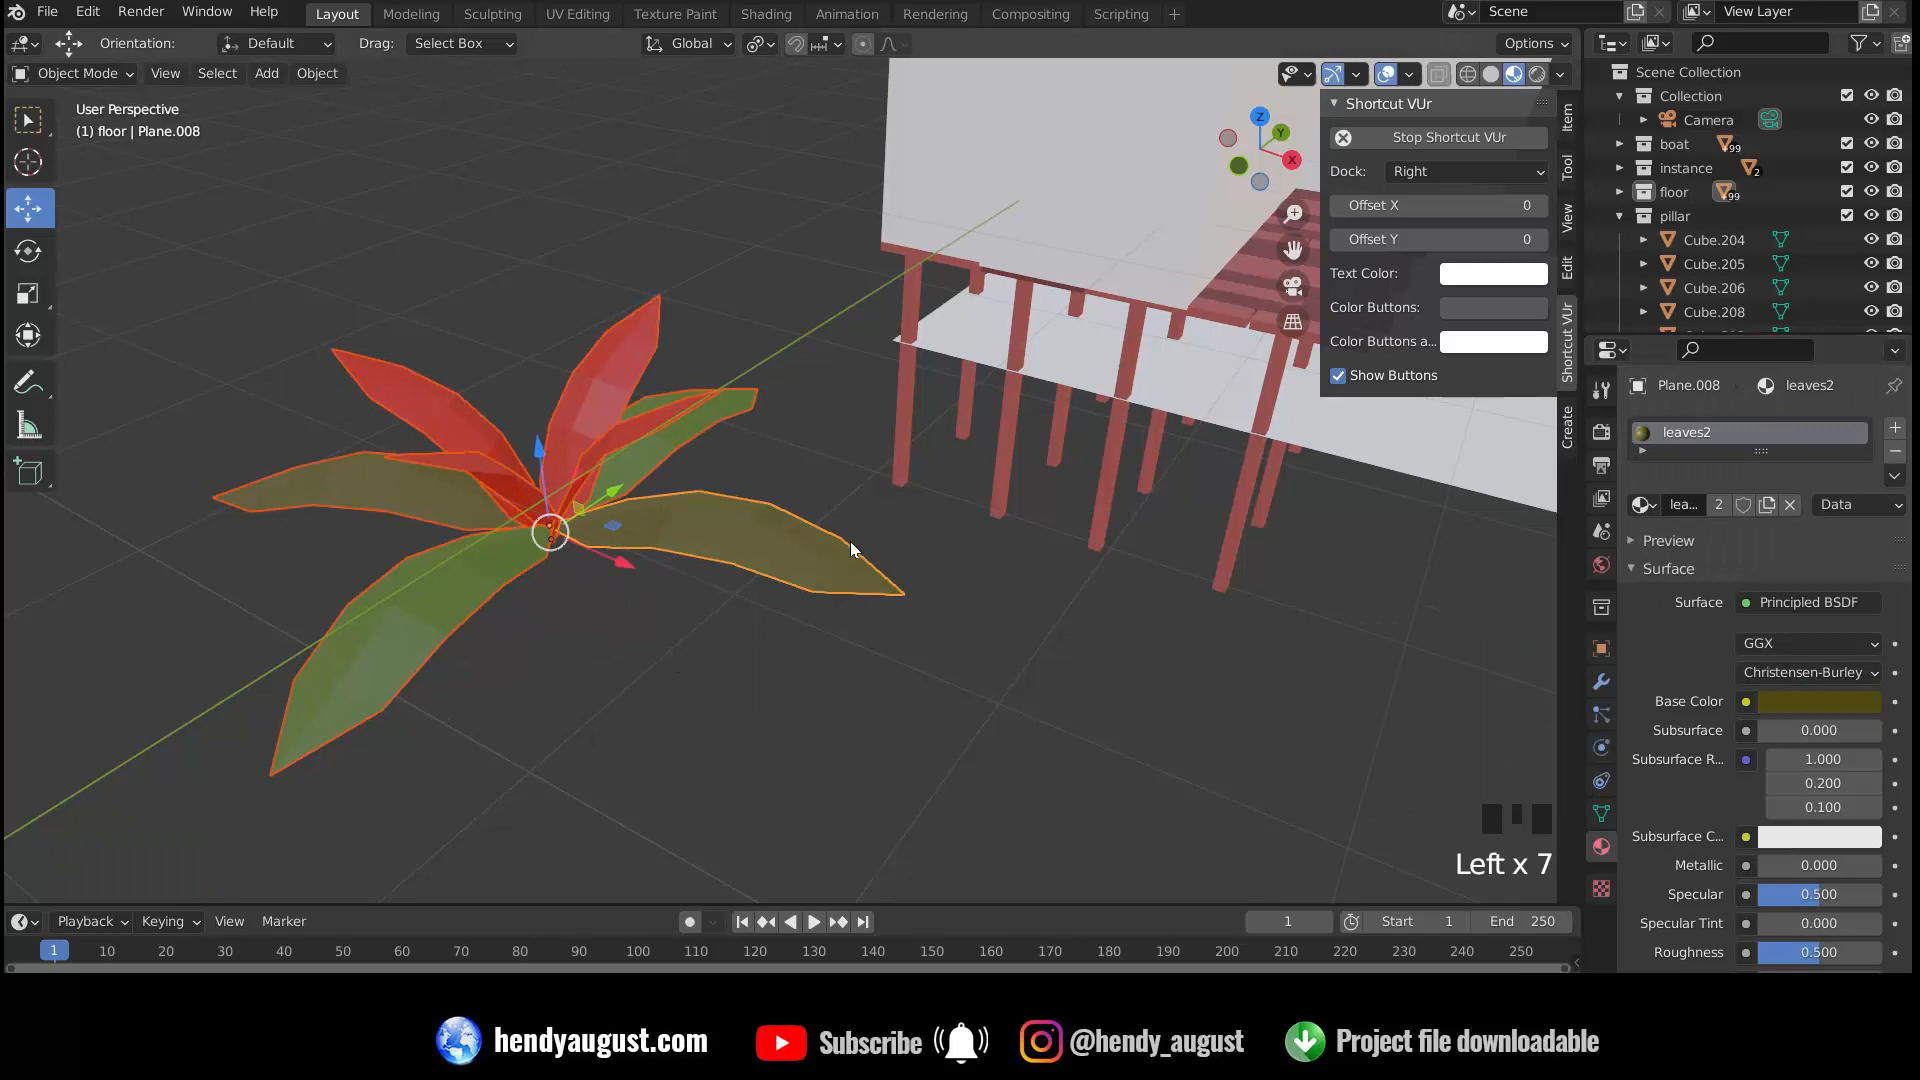 File Edit Render Window Help Layout Modeling Sculpting UV Editing Texture Paint Shading Animation Rendering Compositing Scripting + Scene View Layer
Orientation: Default Drag: Select Box Global Options
Object Mode View Select Add Object
User Perspective
(1) floor | Plane.008
Z
Y
X
Shortcut VUr
Stop Shortcut VUr
Dock: Right
Offset X 0
Offset Y 0
Text Color:
Color Buttons:
Color Buttons a...
Show Buttons
Item
Tool
View
Edit
Shortcut VUr
Create
Scene Collection
Collection
Camera
boat 99
instance 2
floor 99
pillar
Cube.204
Cube.205
Cube.206
Cube.208
Plane.008 leaves2
leaves2
lea... 2 Data
Preview
Surface
Surface Principled BSDF
GGX
Christensen-Burley
Base Color
Subsurface 0.000
Subsurface R... 1.000
0.200
0.100
Subsurface C...
Metallic 0.000
Specular 0.500
Specular Tint 0.000
Roughness 0.500
Left x 7
Playback Keying View Marker 1 Start 1 End 250
1 10 20 30 40 50 60 70 80 90 100 110 120 130 140 150 160 170 180 190 200 210 220 230 240 250
hendyaugust.com Subscribe @hendy_august Project file downloadable